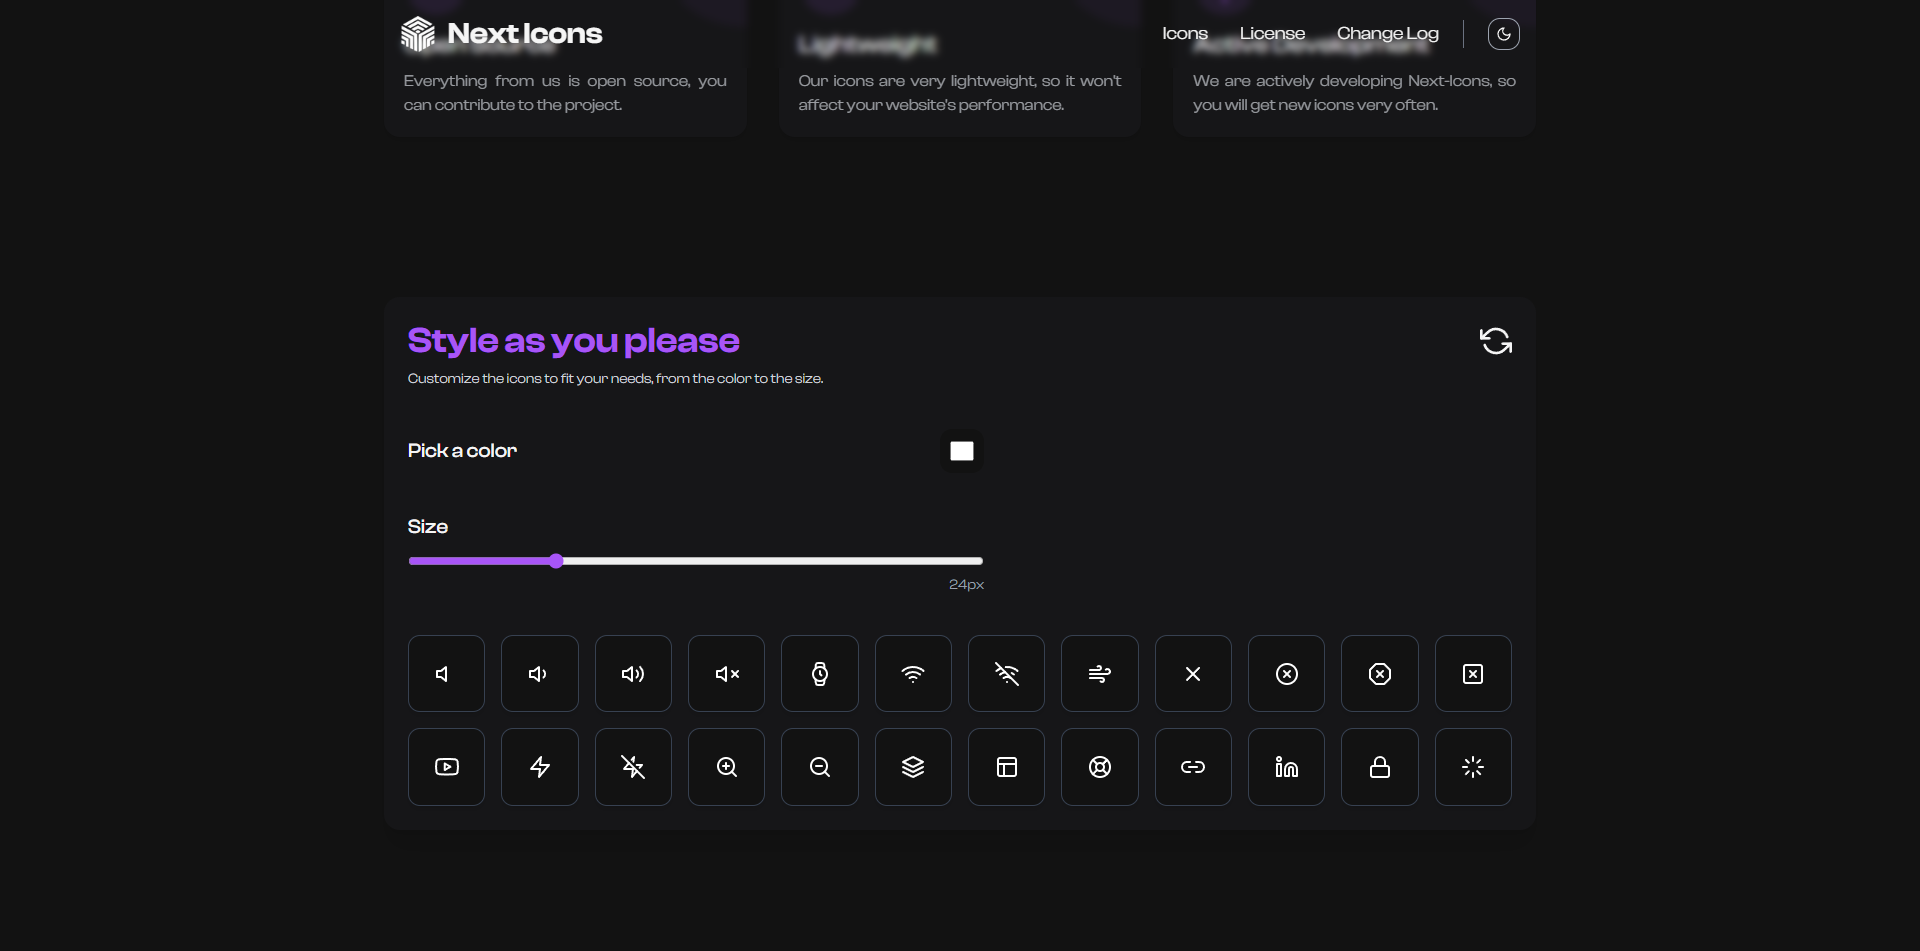 Next Icons
Icons
License
Change Log
Lightweight
Active Development
Everything from us is open source, you
can contribute to the project.
Our icons are very lightweight, so it won't
affect your website's performance.
We are actively developing Next-Icons, so
you will get new icons very often.
Style as you please
Customize the icons to fit your needs, from the color to the size.
Pick a color
Size
24px